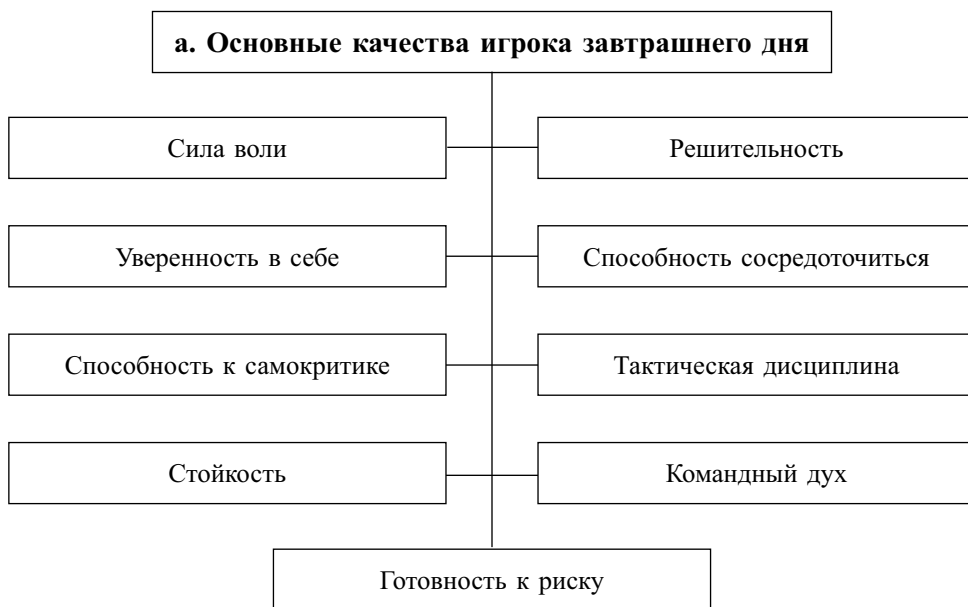 а. Основные качества игрока завтрашнего дня
Сила воли
Решительность
Уверенность в себе
Способность сосредоточиться
Способность к самокритике
Тактическая дисциплина
Стойкость
Командный дух
Готовность к риску